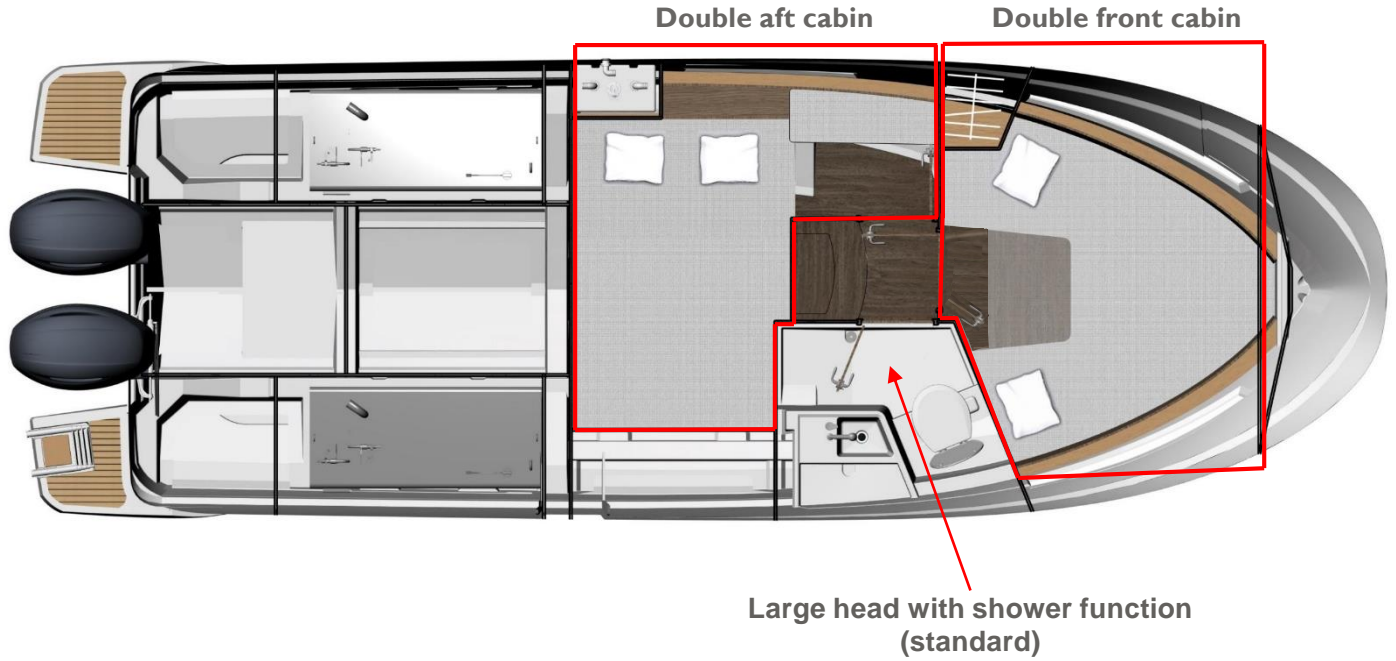 Double aft cabin
Double front cabin
Large head with shower function
(standard)